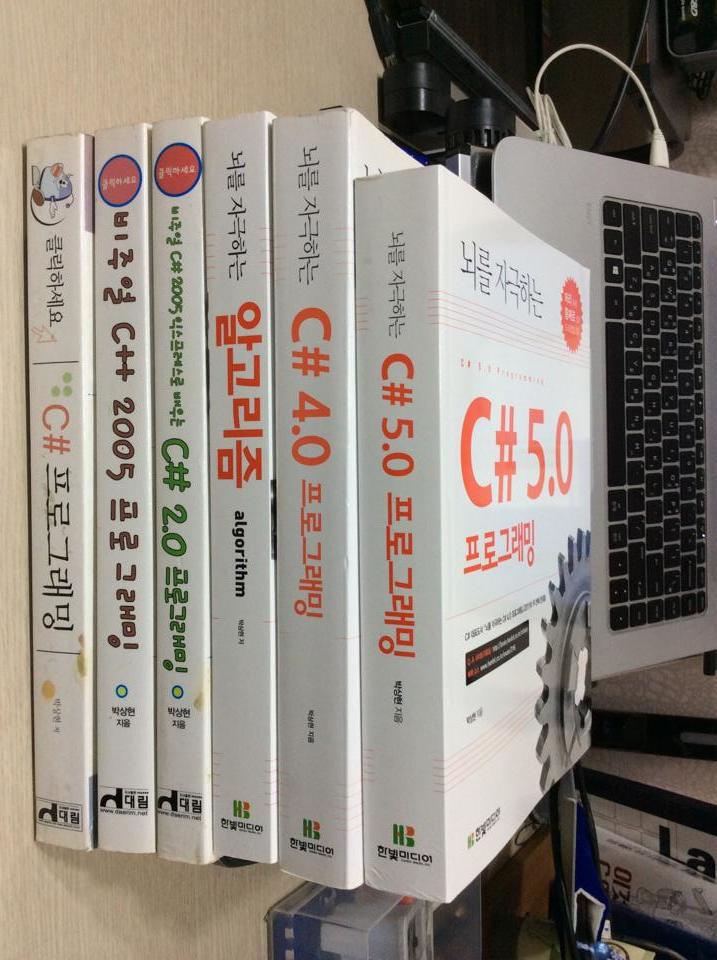 클릭하세요
C# 프로그래밍
박상현 저
대림
클릭하세요
비주얼 C++ 2005 프로그래밍
박상현
지음
대림
www.daerim.net
클릭하세요
비주얼 C# 2005 익스프레스로 배우는
C# 2.0 프로그래밍
박상현
지음
대림
www.daerim.net
뇌를 자극하는
알고리즘
algorithm
박상현 저
한빛미디어
뇌를 자극하는
C# 4.0 프로그래밍
박상현 지음
한빛미디어
뇌를 자극하는
C# 5.0 프로그래밍
박상현 지음
한빛미디어
뇌를 자극하는
C# 5.0 Programming
C# 5.0
프로그래밍
박상현 지음
La